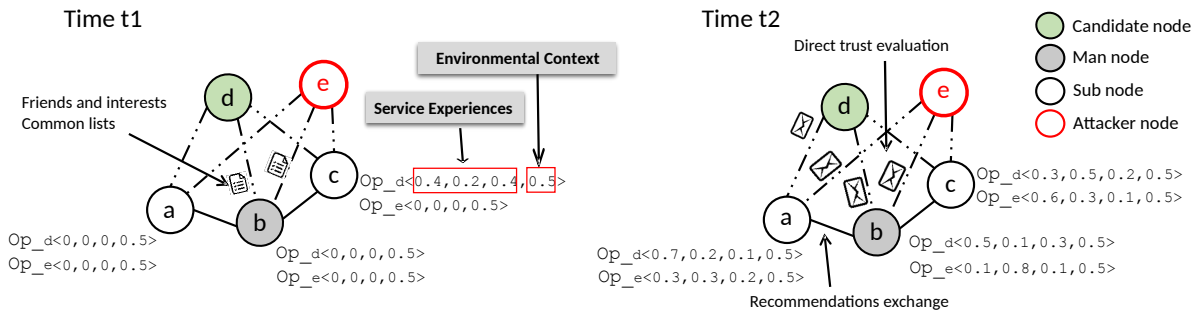 Time t1
Environmental Context
Service Experiences
Friends and interests
Common lists
d
e
c
a
b
Op_d<0.4,0.2,0.4,0.5>
Op_e<0,0,0,0.5>
Op_d<0,0,0,0.5>
Op_e<0,0,0,0.5>
Op_d<0,0,0,0.5>
Op_e<0,0,0,0.5>
Time t2
Direct trust evaluation
d
e
c
a
b
Op_d<0.3,0.5,0.2,0.5>
Op_e<0.6,0.3,0.1,0.5>
Op_d<0.7,0.2,0.1,0.5>
Op_e<0.3,0.3,0.2,0.5>
Op_d<0.5,0.1,0.3,0.5>
Op_e<0.1,0.8,0.1,0.5>
Recommendations exchange
Candidate node
Man node
Sub node
Attacker node